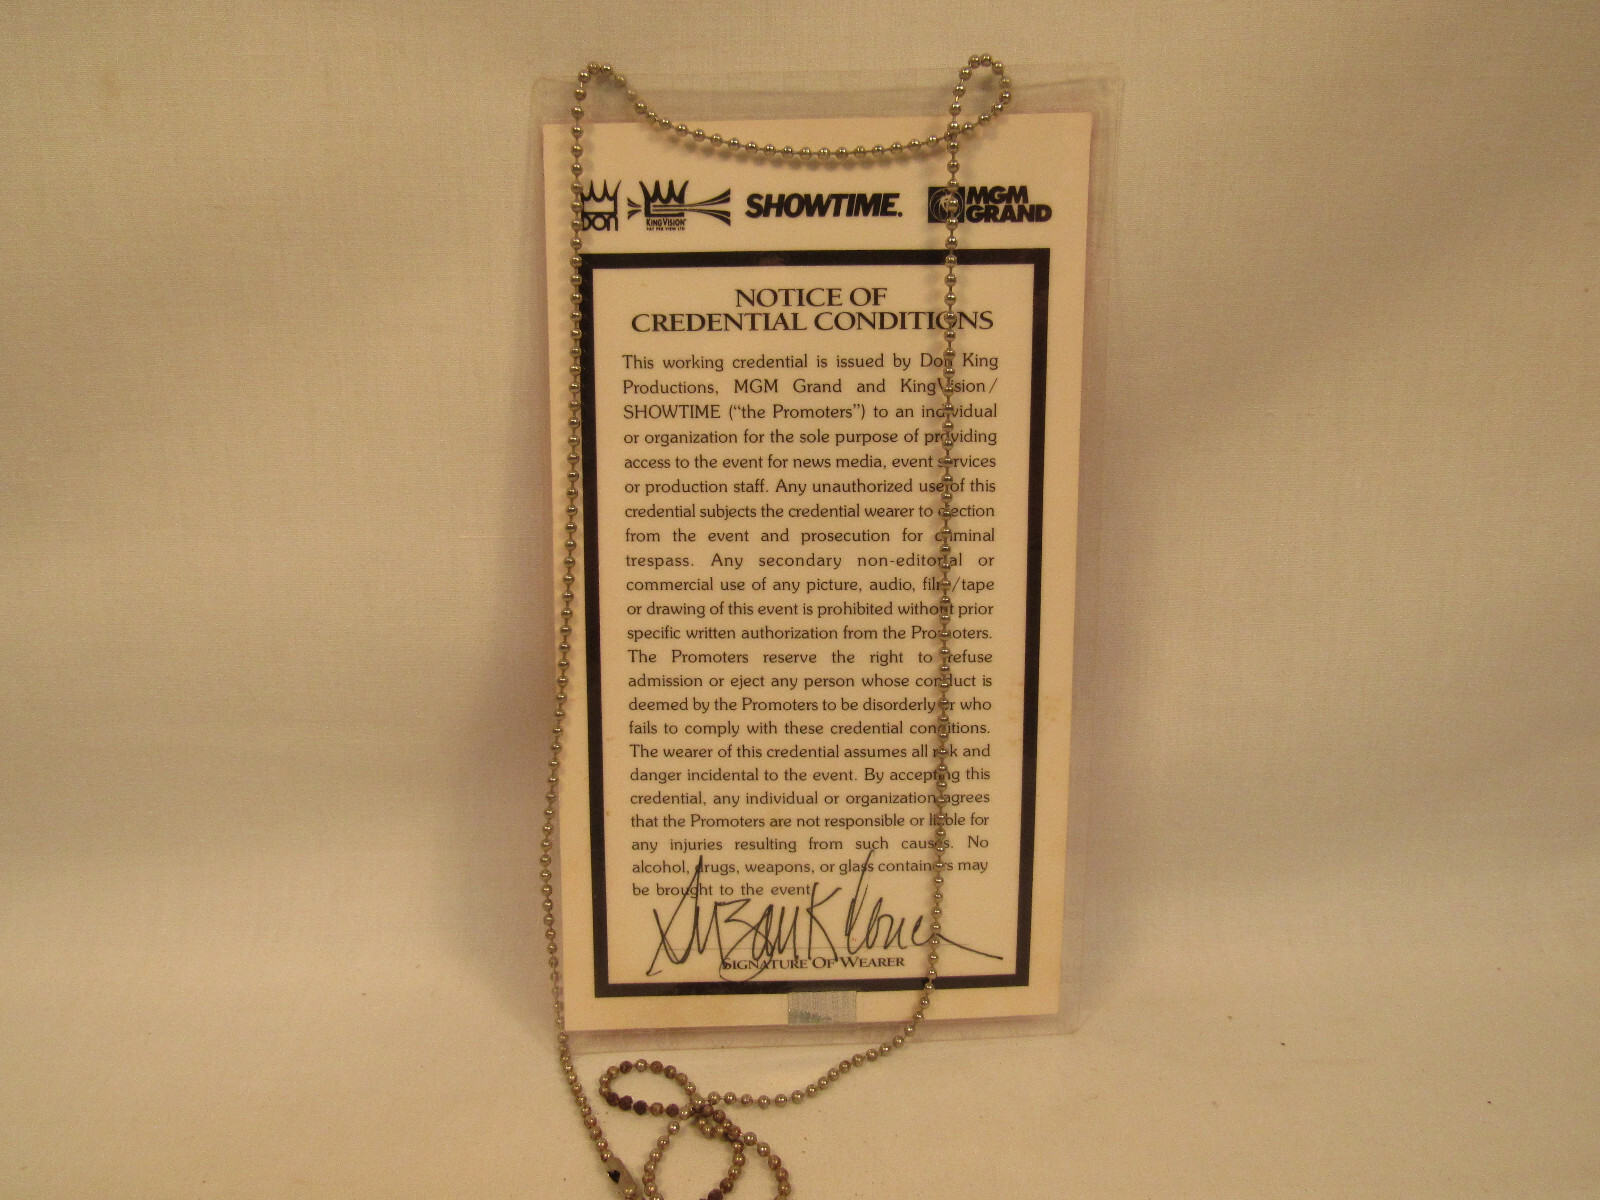 DON KINGVISION PAY PER VIEW LTD SHOWTIME. MGM GRAND
NOTICE OF
CREDENTIAL CONDITIONS
This working credential is issued by Don King
Productions, MGM Grand and KingVision/
SHOWTIME (“the Promoters”) to an individual
or organization for the sole purpose of providing
access to the event for news media, event services
or production staff. Any unauthorized use of this
credential subjects the credential wearer to ejection
from the event and prosecution for criminal
trespass. Any secondary non-editorial or
commercial use of any picture, audio, film/tape
or drawing of this event is prohibited without prior
specific written authorization from the Promoters.
The Promoters reserve the right to refuse
admission or eject any person whose conduct is
deemed by the Promoters to be disorderly or who
fails to comply with these credential conditions.
The wearer of this credential assumes all risk and
danger incidental to the event. By accepting this
credential, any individual or organization agrees
that the Promoters are not responsible or liable for
any injuries resulting from such causes. No
alcohol, drugs, weapons, or glass containers may
be brought to the event.
SIGNATURE OF WEARER